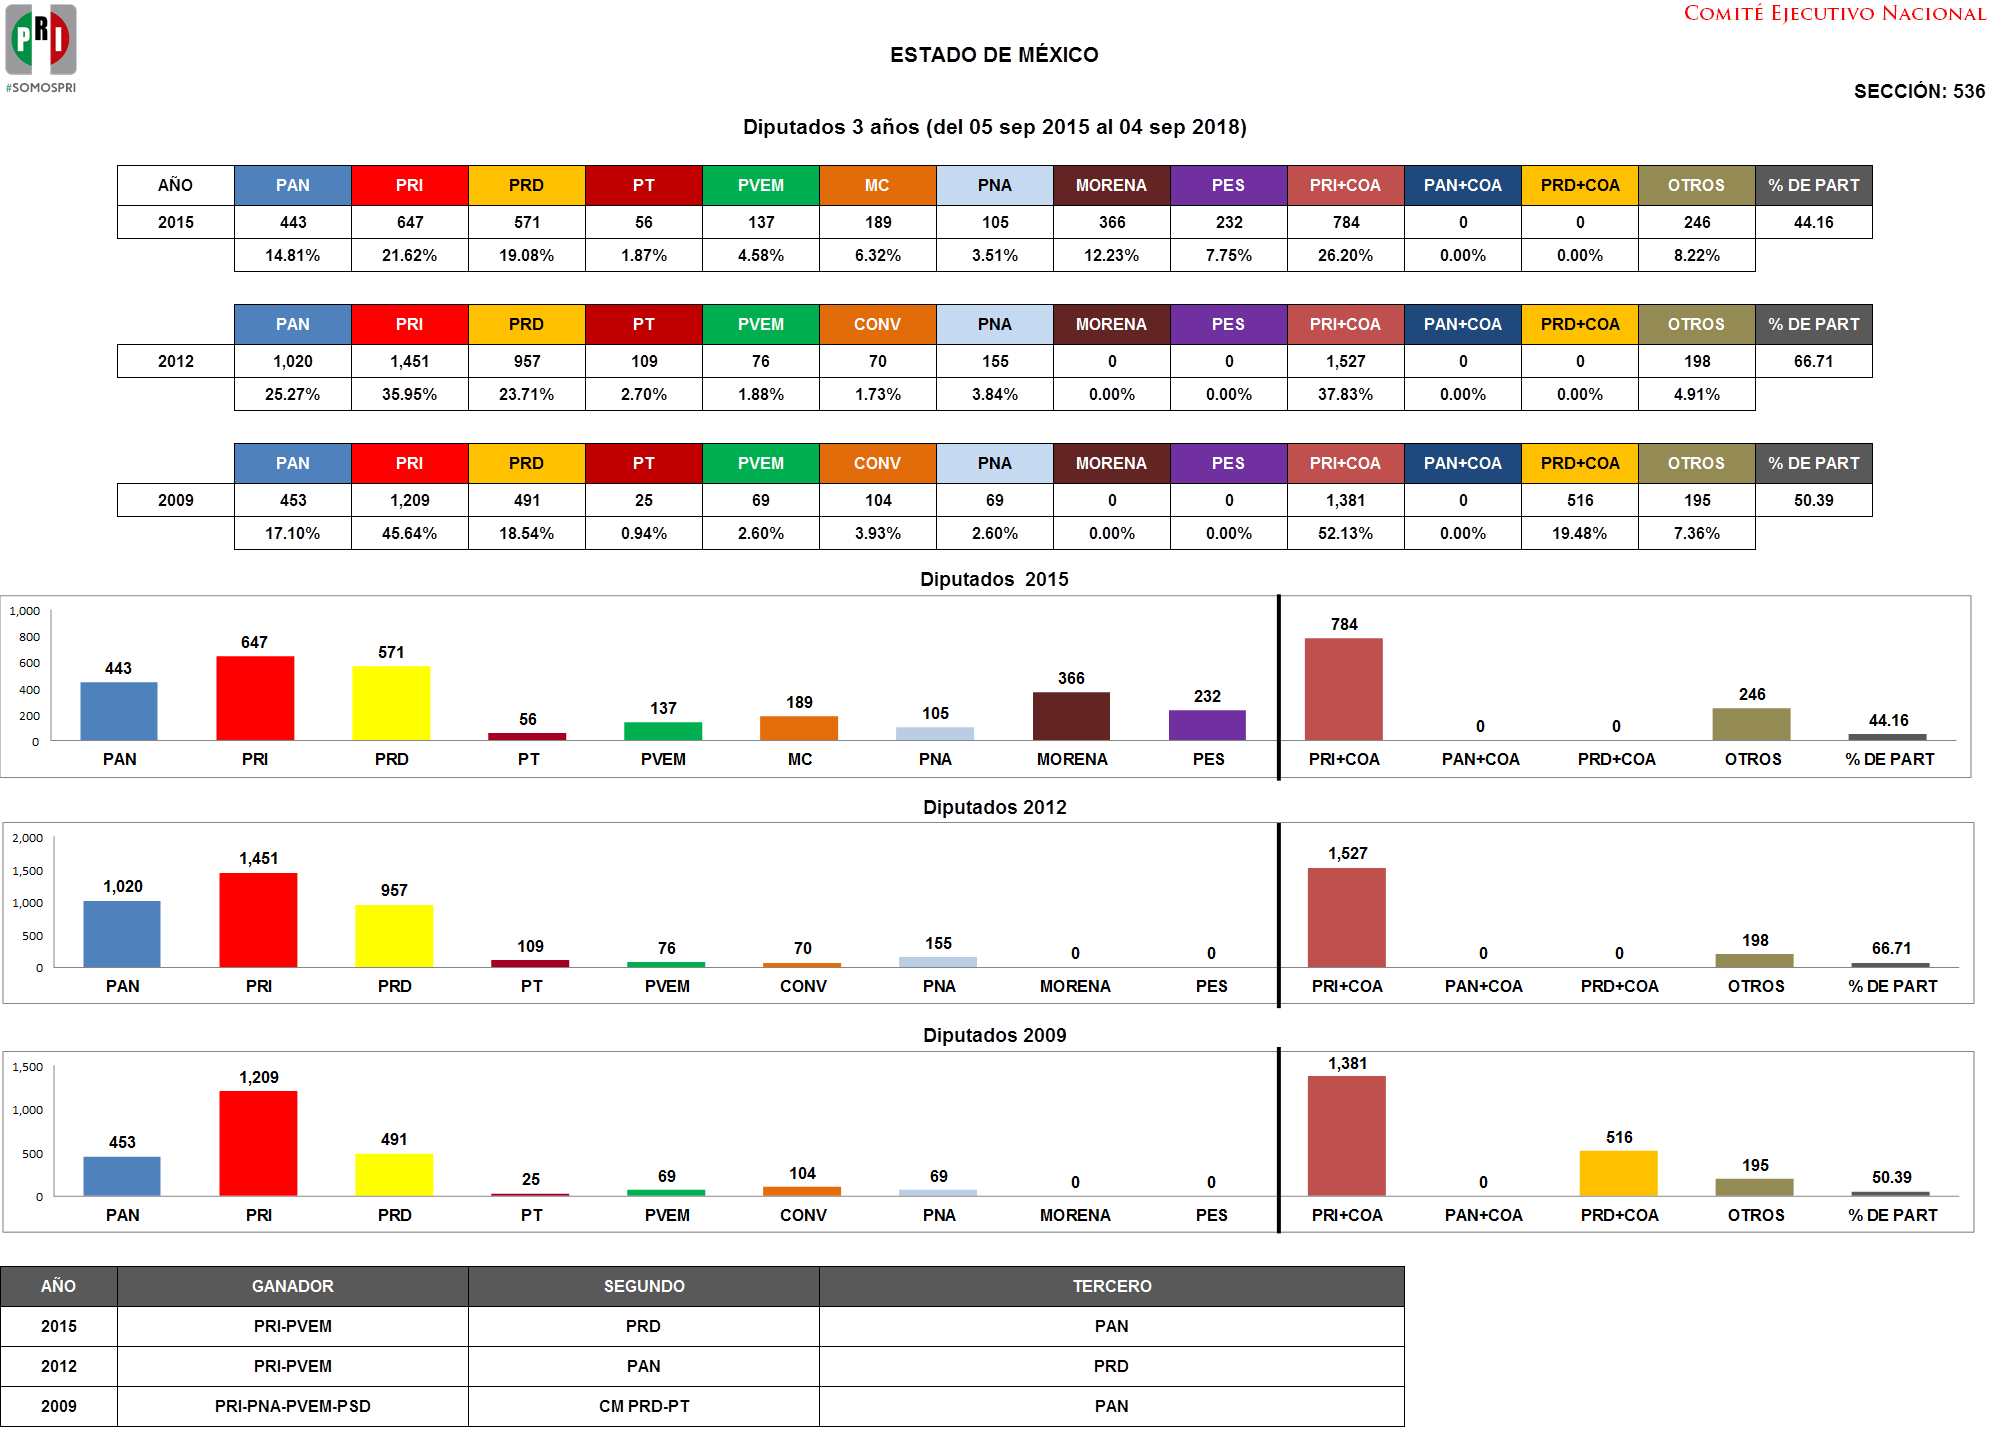 PRI
#SOMOSPRI
COMITÉ EJECUTIVO NACIONAL
ESTADO DE MÉXICO
SECCIÓN: 536
Diputados 3 años (del 05 sep 2015 al 04 sep 2018)
AÑO PAN PRI PRD PT PVEM MC PNA MORENA PES PRI+COA PAN+COA PRD+COA OTROS % DE PART
2015 443 647 571 56 137 189 105 366 232 784 0 0 246 44.16
14.81% 21.62% 19.08% 1.87% 4.58% 6.32% 3.51% 12.23% 7.75% 26.20% 0.00% 0.00% 8.22%
PAN PRI PRD PT PVEM CONV PNA MORENA PES PRI+COA PAN+COA PRD+COA OTROS % DE PART
2012 1,020 1,451 957 109 76 70 155 0 0 1,527 0 0 198 66.71
25.27% 35.95% 23.71% 2.70% 1.88% 1.73% 3.84% 0.00% 0.00% 37.83% 0.00% 0.00% 4.91%
PAN PRI PRD PT PVEM CONV PNA MORENA PES PRI+COA PAN+COA PRD+COA OTROS % DE PART
2009 453 1,209 491 25 69 104 69 0 0 1,381 0 516 195 50.39
17.10% 45.64% 18.54% 0.94% 2.60% 3.93% 2.60% 0.00% 0.00% 52.13% 0.00% 19.48% 7.36%
Diputados 2015
1,000
800
600
400
200
0
443 647 571 56 137 189 105 366 232 784 0 0 246 44.16
PAN PRI PRD PT PVEM MC PNA MORENA PES PRI+COA PAN+COA PRD+COA OTROS % DE PART
Diputados 2012
2,000
1,500
1,000
500
0
1,020 1,451 957 109 76 70 155 0 0 1,527 0 0 198 66.71
PAN PRI PRD PT PVEM CONV PNA MORENA PES PRI+COA PAN+COA PRD+COA OTROS % DE PART
Diputados 2009
1,500
1,000
500
0
453 1,209 491 25 69 104 69 0 0 1,381 0 516 195 50.39
PAN PRI PRD PT PVEM CONV PNA MORENA PES PRI+COA PAN+COA PRD+COA OTROS % DE PART
AÑO GANADOR SEGUNDO TERCERO
2015 PRI-PVEM PRD PAN
2012 PRI-PVEM PAN PRD
2009 PRI-PNA-PVEM-PSD CM PRD-PT PAN